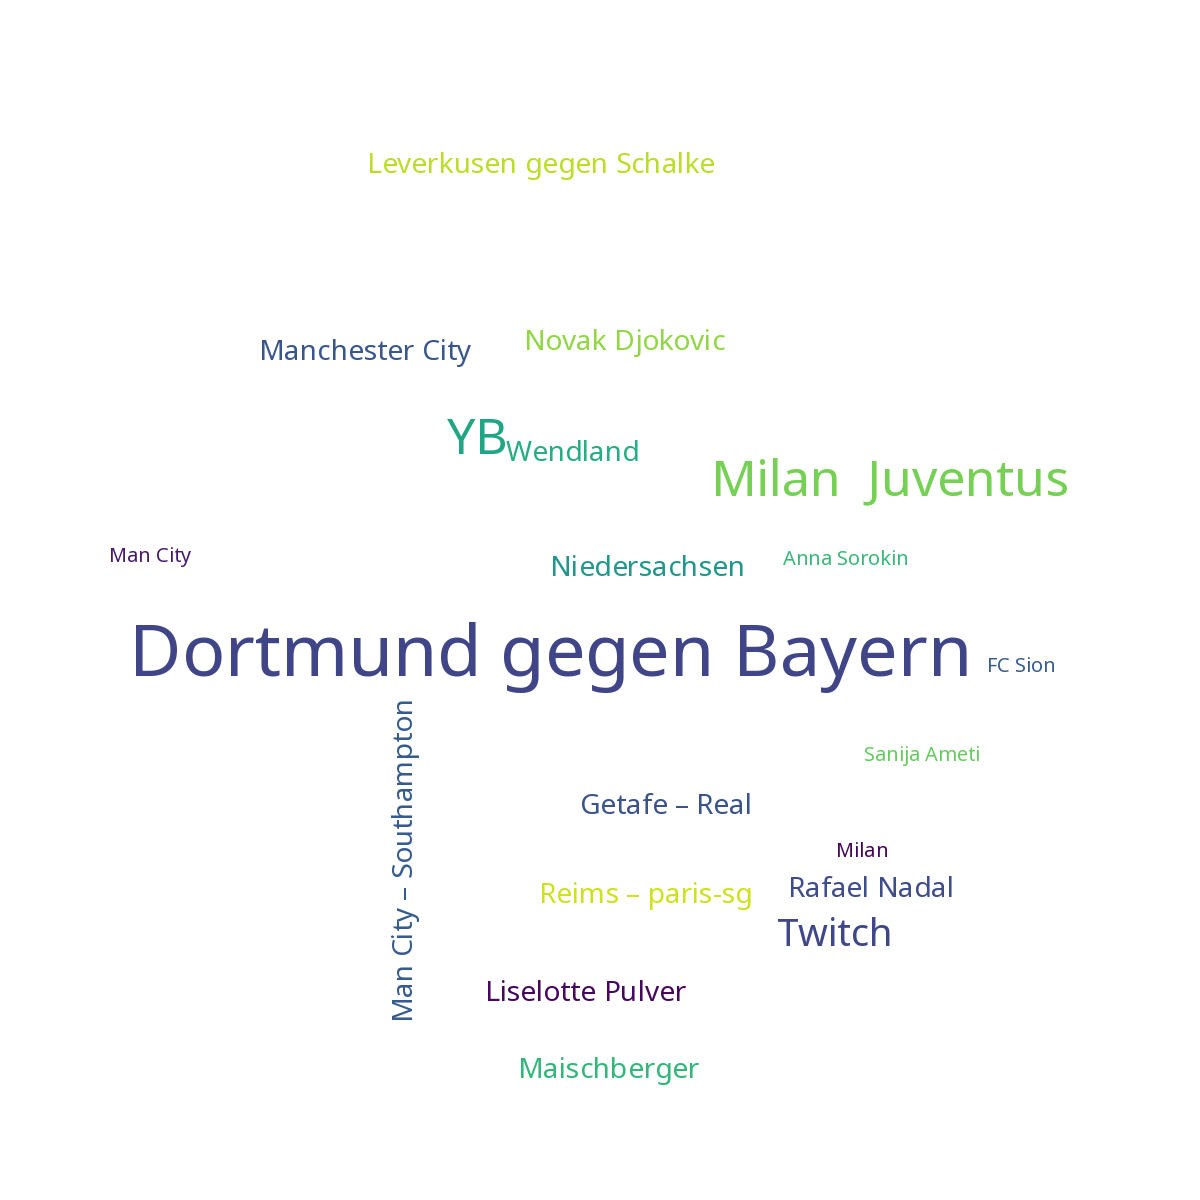 Leverkusen gegen Schalke
Manchester City
Novak Djokovic
YB
Wendland
Milan Juventus
Man City
Niedersachsen
Anna Sorokin
Dortmund gegen Bayern
FC Sion
Man City – Southampton
Sanija Ameti
Getafe – Real
Milan
Reims – paris-sg
Rafael Nadal
Twitch
Liselotte Pulver
Maischberger